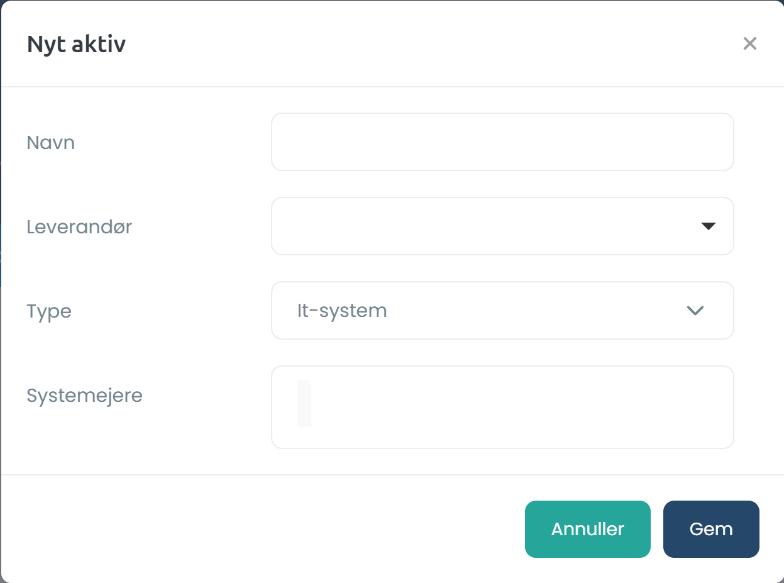 Nyt aktiv
Navn
Leverandør
Type
It-system
Systemejere
Annuller
Gem